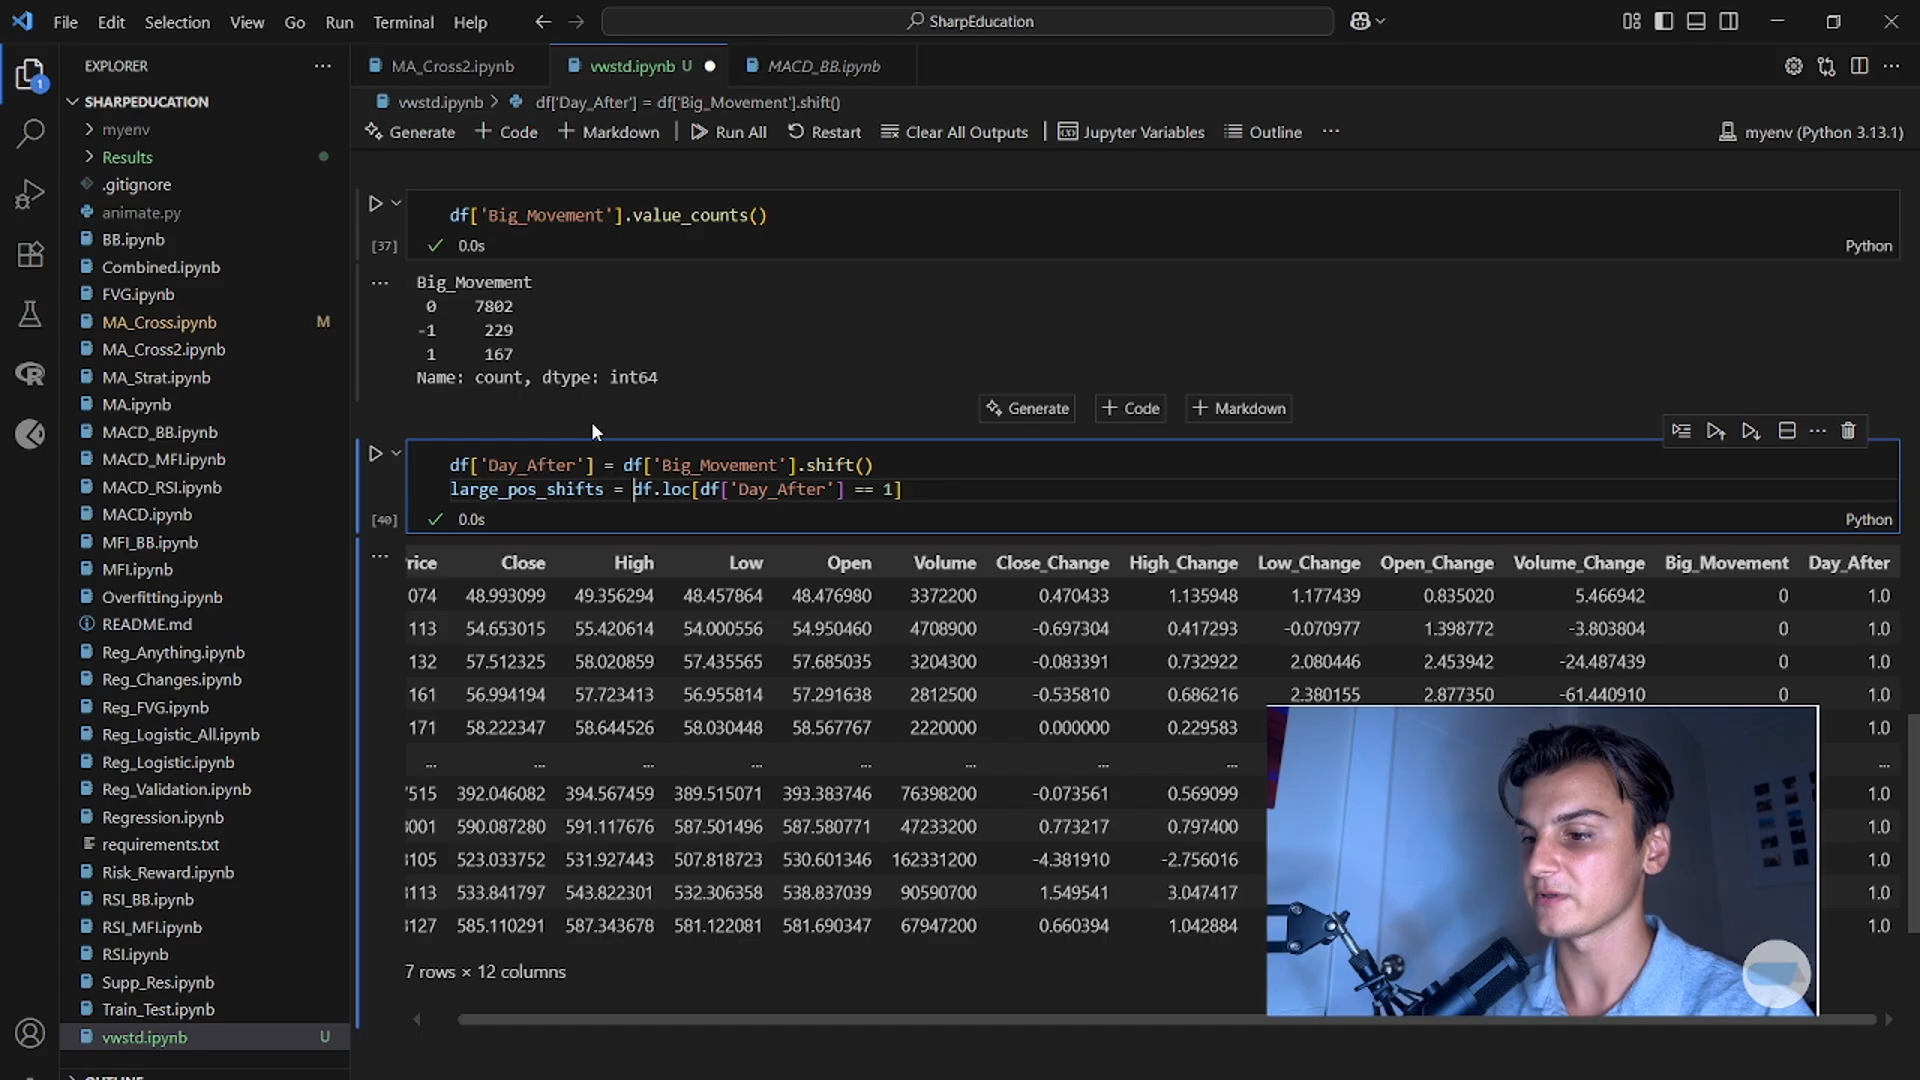 File Edit Selection View Go Run Terminal Help
SharpEducation
EXPLORER
SHARPEDUCATION
myenv
Results
.gitignore
animate.py
BB.ipynb
Combined.ipynb
FVG.ipynb
MA_Cross.ipynb M
MA_Cross2.ipynb
MA_Strat.ipynb
MA.ipynb
MACD_BB.ipynb
MACD_MFI.ipynb
MACD_RSI.ipynb
MACD.ipynb
MFI_BB.ipynb
MFI.ipynb
Overfitting.ipynb
README.md
Reg_Anything.ipynb
Reg_Changes.ipynb
Reg_FVG.ipynb
Reg_Logistic_All.ipynb
Reg_Logistic.ipynb
Reg_Validation.ipynb
Regression.ipynb
requirements.txt
Risk_Reward.ipynb
RSI_BB.ipynb
RSI_MFI.ipynb
RSI.ipynb
Supp_Res.ipynb
Train_Test.ipynb
vwstd.ipynb U
OUTLINE
1
MA_Cross2.ipynb vwstd.ipynb U MACD_BB.ipynb
vwstd.ipynb > df['Day_After'] = df['Big_Movement'].shift()
Generate + Code + Markdown Run All Restart Clear All Outputs Jupyter Variables Outline ... myenv (Python 3.13.1)
df['Big_Movement'].value_counts()
[37] 0.0s Python
Big_Movement
0 7802
-1 229
1 167
Name: count, dtype: int64
Generate + Code + Markdown
df['Day_After'] = df['Big_Movement'].shift()
large_pos_shifts = df.loc[df['Day_After'] == 1]
[40] 0.0s Python
rice Close High Low Open Volume Close_Change High_Change Low_Change Open_Change Volume_Change Big_Movement Day_After
074 48.993099 49.356294 48.457864 48.476980 3372200 0.470433 1.135948 1.177439 0.835020 5.466942 0 1.0
113 54.653015 55.420614 54.000556 54.950460 4708900 -0.697304 0.417293 -0.070977 1.398772 -3.803804 0 1.0
132 57.512325 58.020859 57.435565 57.685035 3204300 -0.083391 0.732922 2.080446 2.453942 -24.487439 0 1.0
161 56.994194 57.723413 56.955814 57.291638 2812500 -0.535810 0.686216 2.380155 2.877350 -61.440910 0 1.0
171 58.222347 58.644526 58.030448 58.567767 2220000 0.000000 0.229583 1.0
... ... ... ... ... ... ... ... ...
515 392.046082 394.567459 389.515071 393.383746 76398200 -0.073561 0.569099 1.0
001 590.087280 591.117676 587.501496 587.580771 47233200 0.773217 0.797400 1.0
105 523.033752 531.927443 507.818723 530.601346 162331200 -4.381910 -2.756016 1.0
113 533.841797 543.822301 532.306358 538.837039 90590700 1.549541 3.047417 1.0
127 585.110291 587.343678 581.122081 581.690347 67947200 0.660394 1.042884 1.0
7 rows × 12 columns